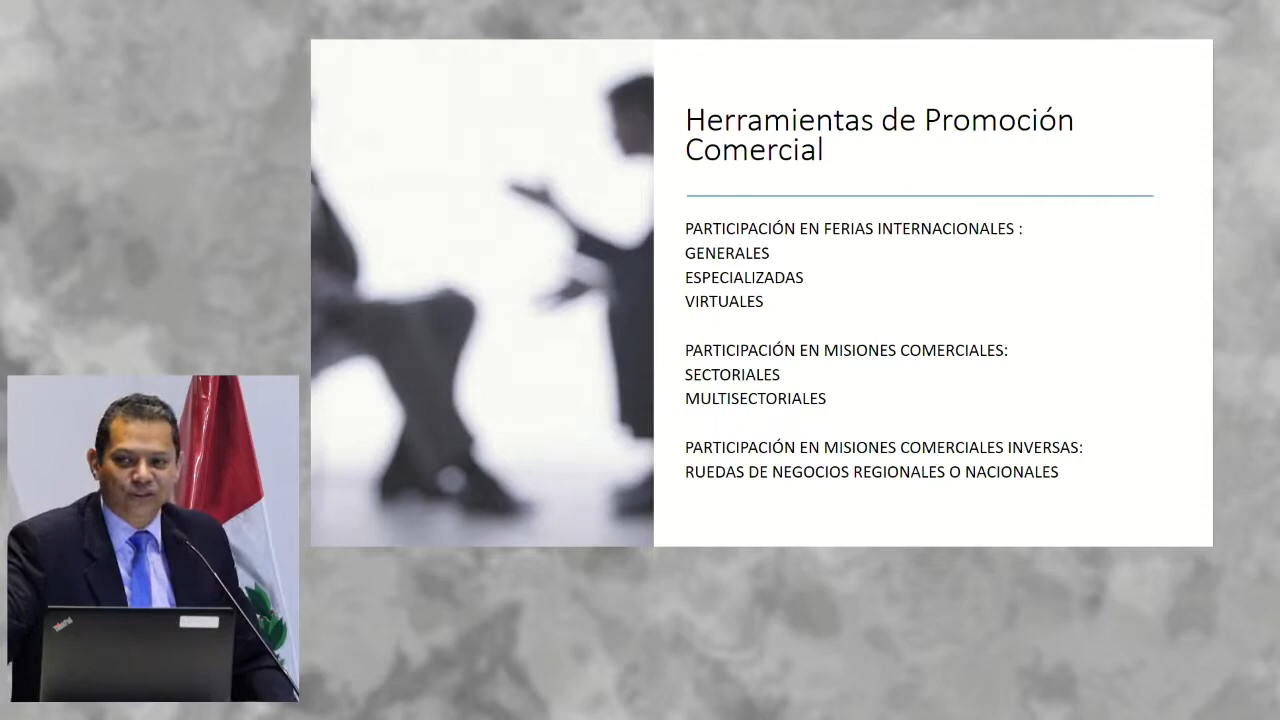 Herramientas de Promoción
Comercial
PARTICIPACIÓN EN FERIAS INTERNACIONALES :
GENERALES
ESPECIALIZADAS
VIRTUALES
PARTICIPACIÓN EN MISIONES COMERCIALES:
SECTORIALES
MULTISECTORIALES
PARTICIPACIÓN EN MISIONES COMERCIALES INVERSAS:
RUEDAS DE NEGOCIOS REGIONALES O NACIONALES